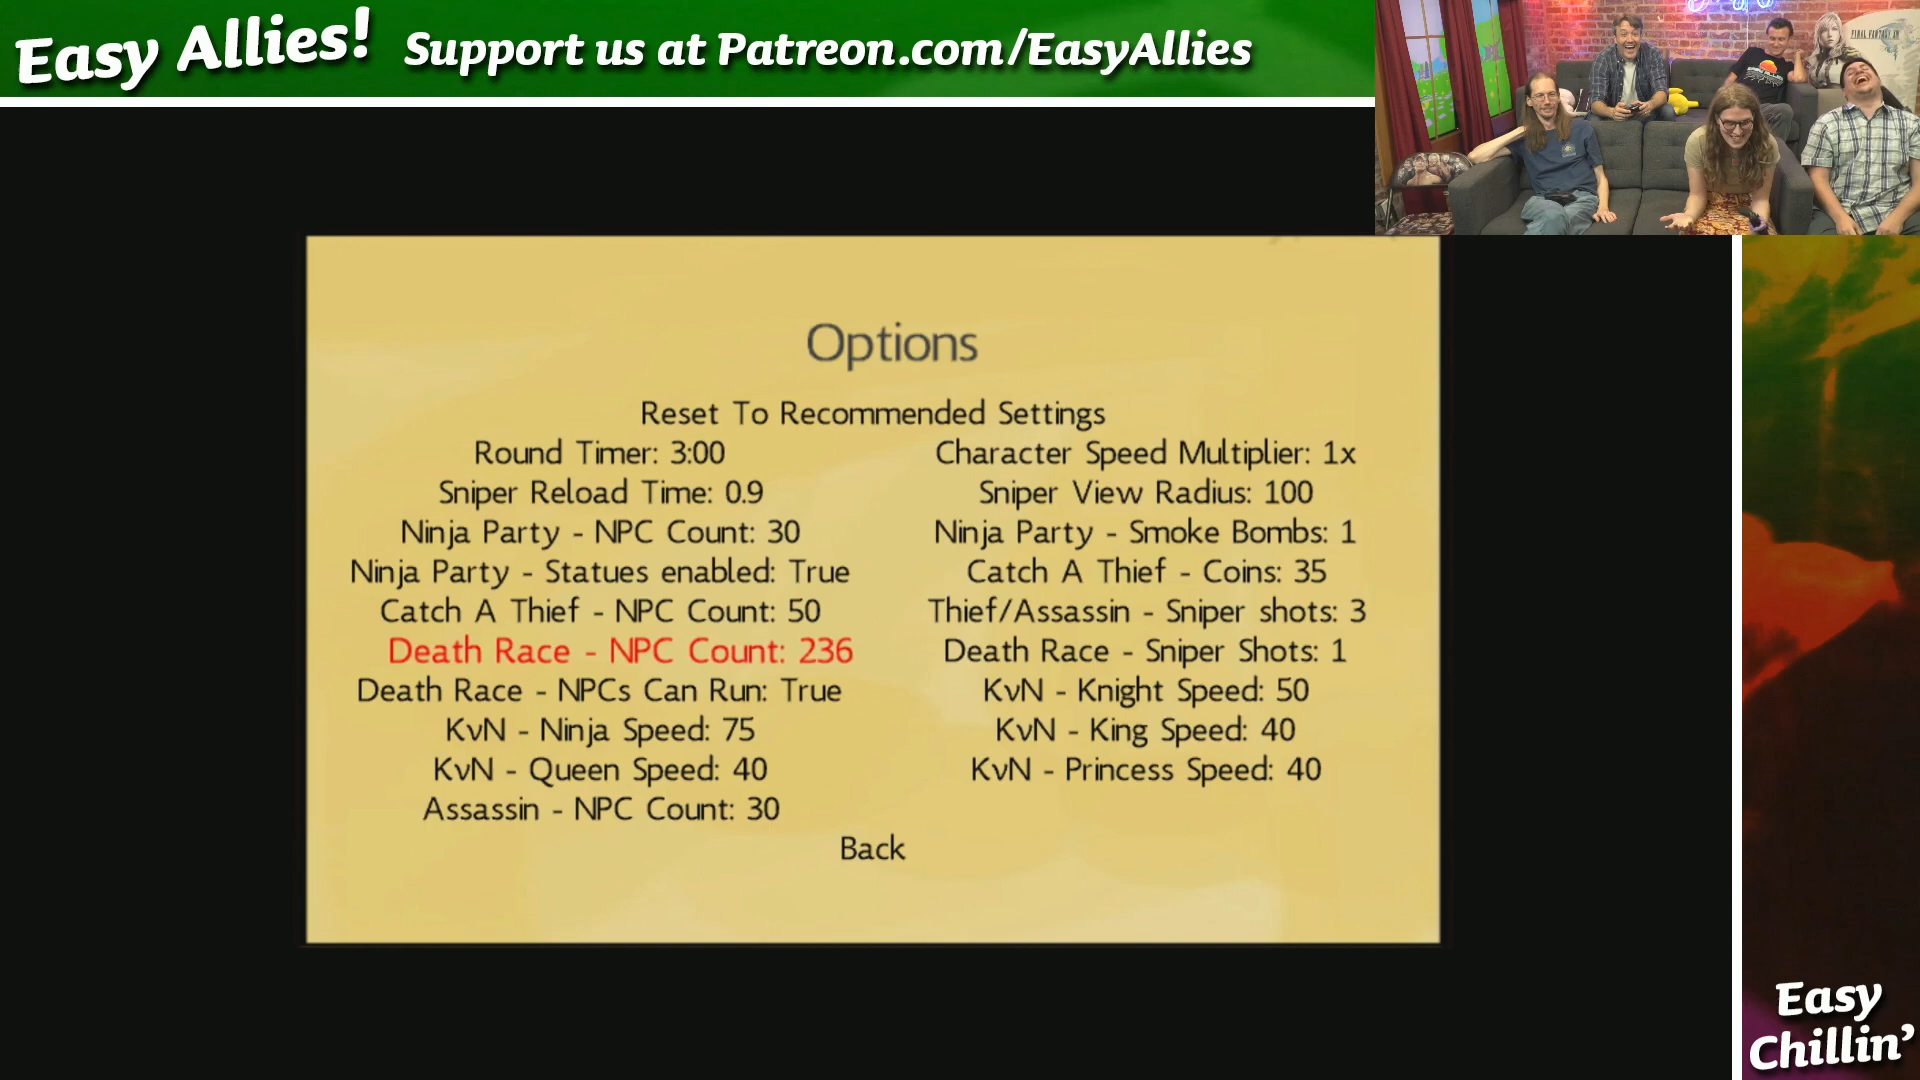 Easy Allies! Support us at Patreon.com/EasyAllies
FINAL FANTASY XIII
Options
Reset To Recommended Settings
Round Timer: 3:00
Character Speed Multiplier: 1x
Sniper Reload Time: 0.9
Sniper View Radius: 100
Ninja Party - NPC Count: 30
Ninja Party - Smoke Bombs: 1
Ninja Party - Statues enabled: True
Catch A Thief - Coins: 35
Catch A Thief - NPC Count: 50
Thief/Assassin - Sniper shots: 3
Death Race - NPC Count: 236
Death Race - Sniper Shots: 1
Death Race - NPCs Can Run: True
KvN - Knight Speed: 50
KvN - Ninja Speed: 75
KvN - King Speed: 40
KvN - Queen Speed: 40
KvN - Princess Speed: 40
Assassin - NPC Count: 30
Back
Easy
Chillin'